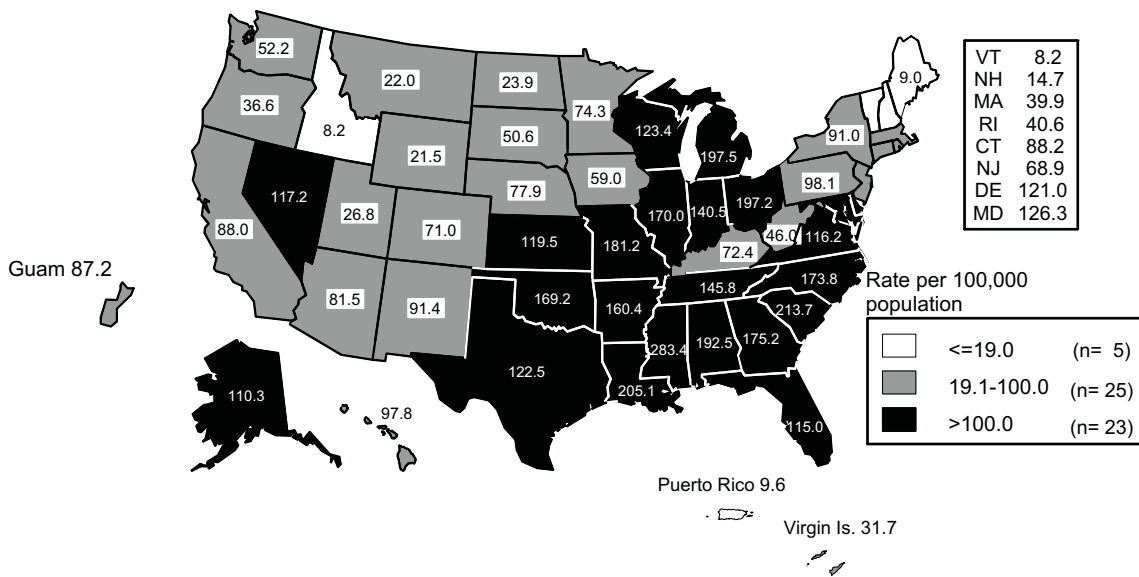 52.2
22.0
23.9
74.3
9.0
VT 8.2
NH 14.7
MA 39.9
RI 40.6
CT 88.2
NJ 68.9
DE 121.0
MD 126.3
36.6
8.2
21.5
50.6
123.4
197.5
91.0
117.2
26.8
71.0
77.9
59.0
170.0
140.5
197.2
98.1
88.0
119.5
181.2
72.4
46.0
116.2
Guam 87.2
81.5
91.4
169.2
160.4
145.8
173.8
213.7
122.5
205.1
283.4
192.5
175.2
115.0
110.3
97.8
Rate per 100,000
population
<=19.0 (n= 5)
19.1-100.0 (n= 25)
>100.0 (n= 23)
Puerto Rico 9.6
Virgin Is. 31.7